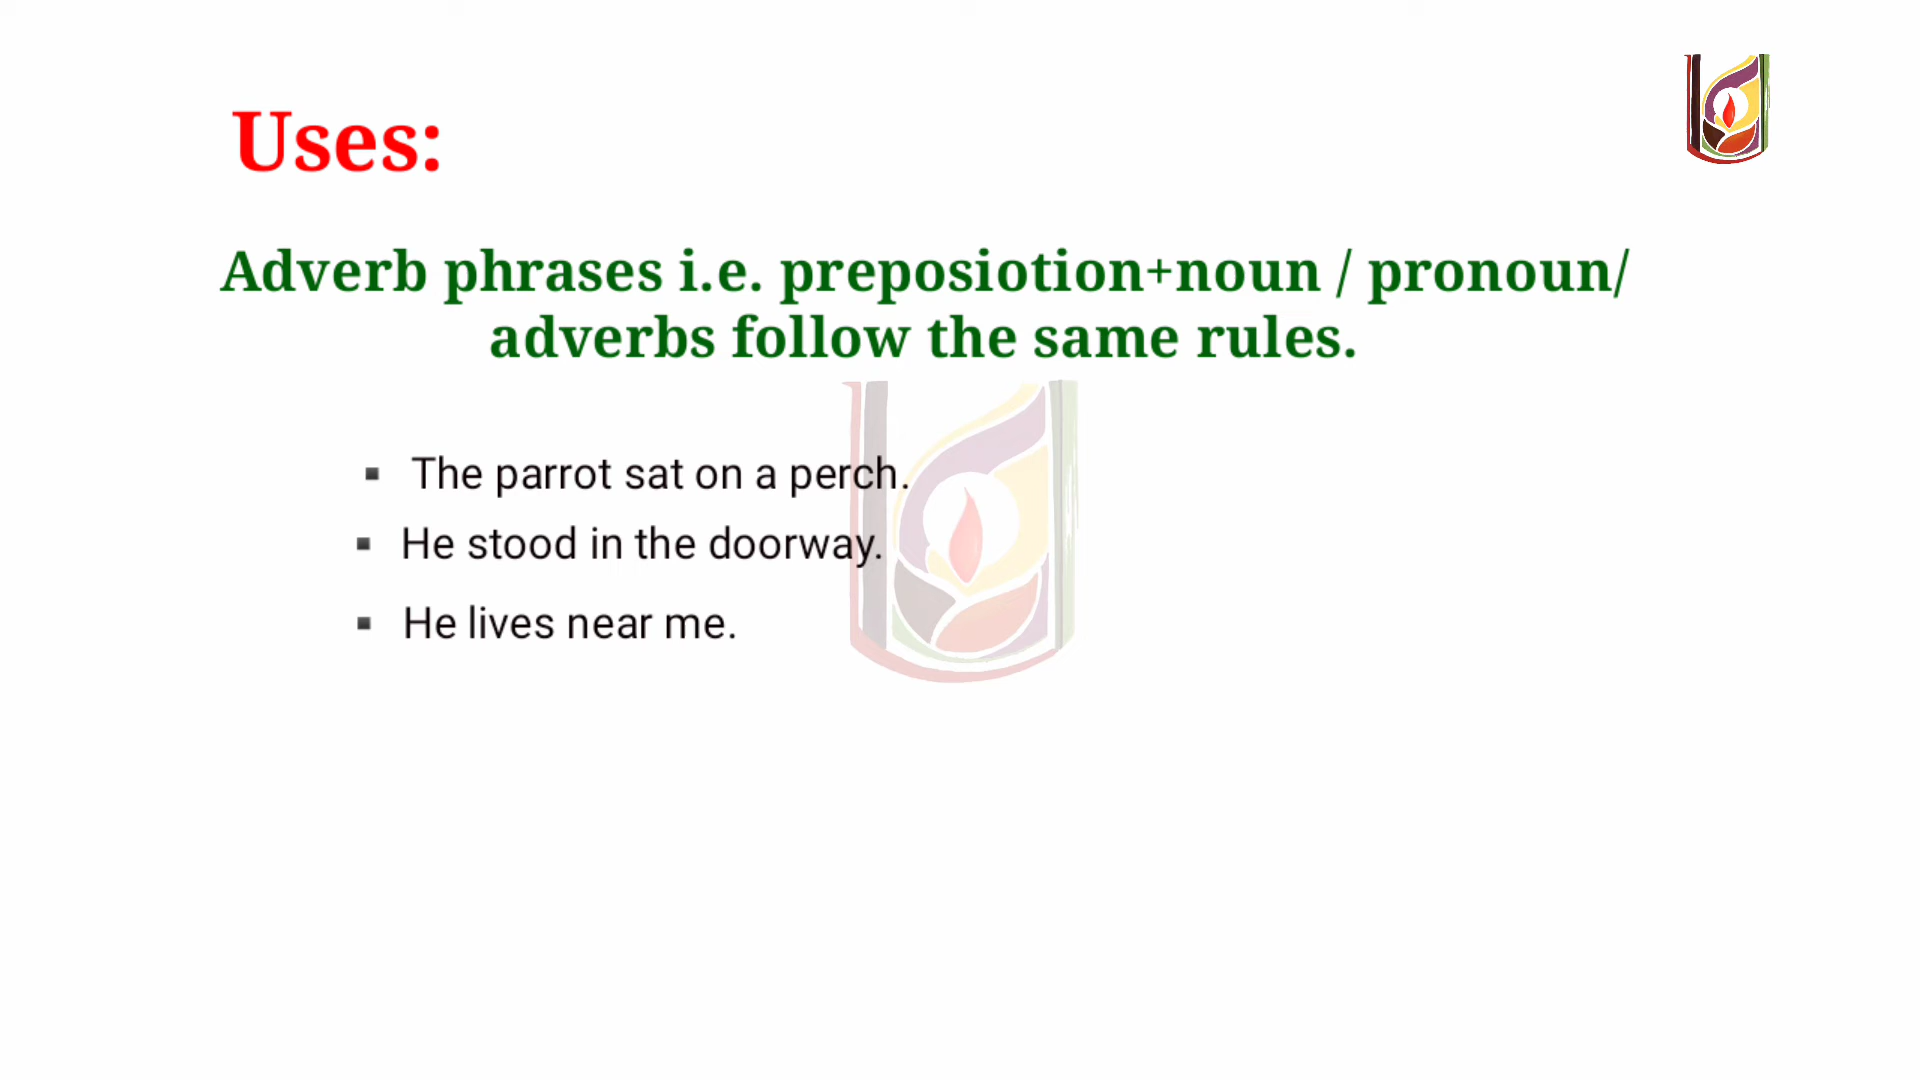 Uses:
Adverb phrases i.e. preposiotion+noun / pronoun/
adverbs follow the same rules.
▪ The parrot sat on a perch.
▪ He stood in the doorway.
▪ He lives near me.